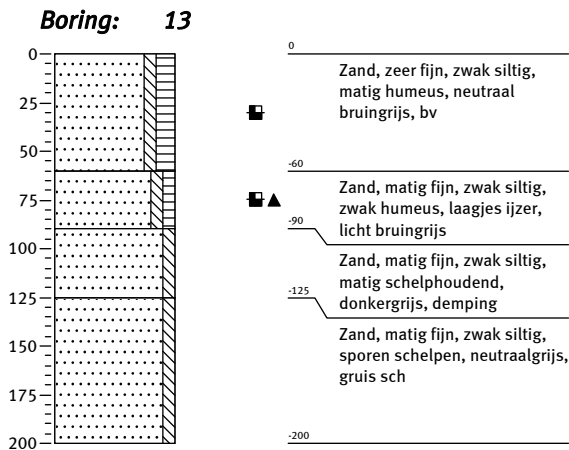 Boring: 13
0
25
50
75
100
125
150
175
200
0
Zand, zeer fijn, zwak siltig,
matig humeus, neutraal
bruingrijs, bv
-60
Zand, matig fijn, zwak siltig,
zwak humeus, laagjes ijzer,
licht bruingrijs
-90
Zand, matig fijn, zwak siltig,
matig schelphoudend,
donkergrijs, demping
-125
Zand, matig fijn, zwak siltig,
sporen schelpen, neutraalgrijs,
gruis sch
-200